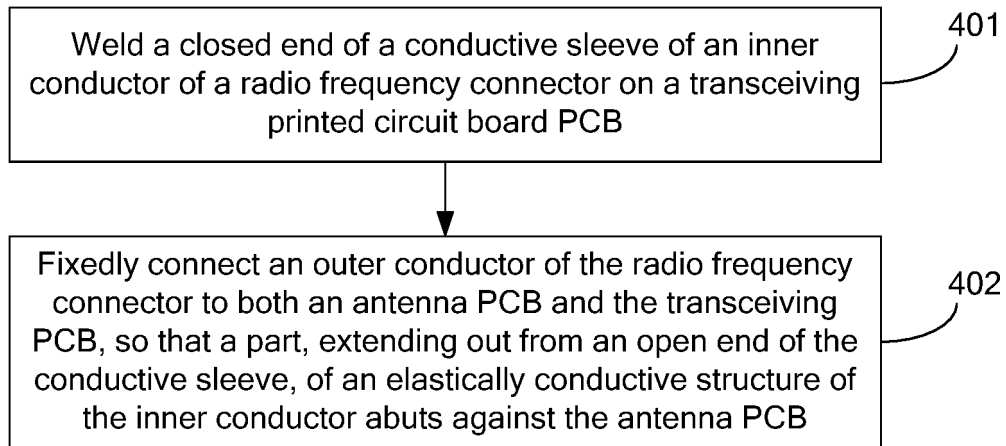 Weld a closed end of a conductive sleeve of an inner
conductor of a radio frequency connector on a transceiving
printed circuit board PCB
401
Fixedly connect an outer conductor of the radio frequency
connector to both an antenna PCB and the transceiving
PCB, so that a part, extending out from an open end of the
conductive sleeve, of an elastically conductive structure of
the inner conductor abuts against the antenna PCB
402